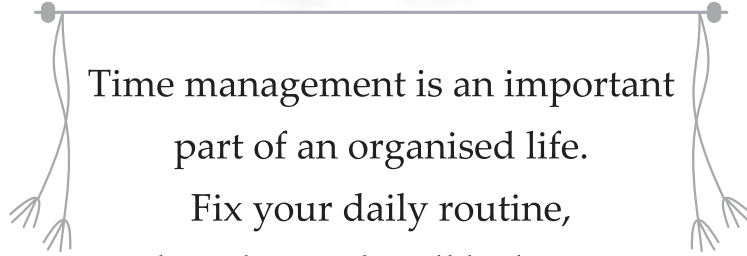 Time management is an important
part of an organised life.
Fix your daily routine,